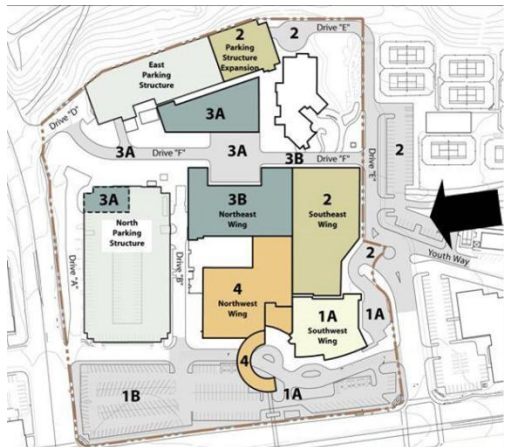 2
Drive "E"
2
Parking
Structure
Expansion
East
Parking
Structure
Drive "D"
3A
3A
Drive "F"
3A
3B
Drive "F"
Drive "E"
2
3A
North
Parking
Structure
3B
Northeast
Wing
2
Southeast
Wing
Drive "A"
Drive "B"
Youth Way
2
4
Northwest
Wing
1A
Southwest
Wing
1A
4
1B
1A